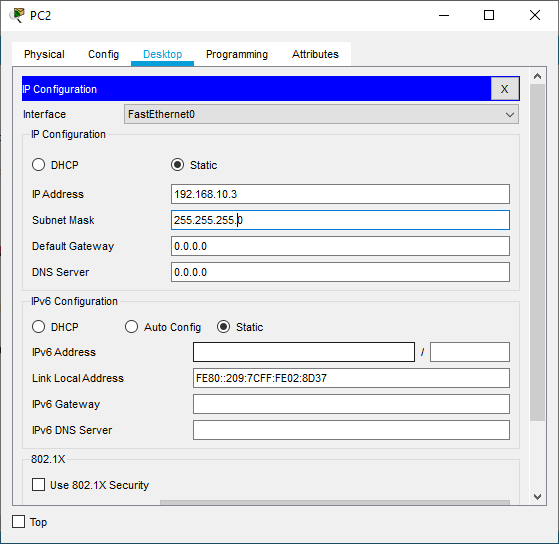 PC2
Physical Config Desktop Programming Attributes
IP Configuration X
Interface FastEthernet0
IP Configuration
DHCP Static
IP Address 192.168.10.3
Subnet Mask 255.255.255.0
Default Gateway 0.0.0.0
DNS Server 0.0.0.0
IPv6 Configuration
DHCP Auto Config Static
IPv6 Address /
Link Local Address FE80::209:7CFF:FE02:8D37
IPv6 Gateway
IPv6 DNS Server
802.1X
Use 802.1X Security
Top